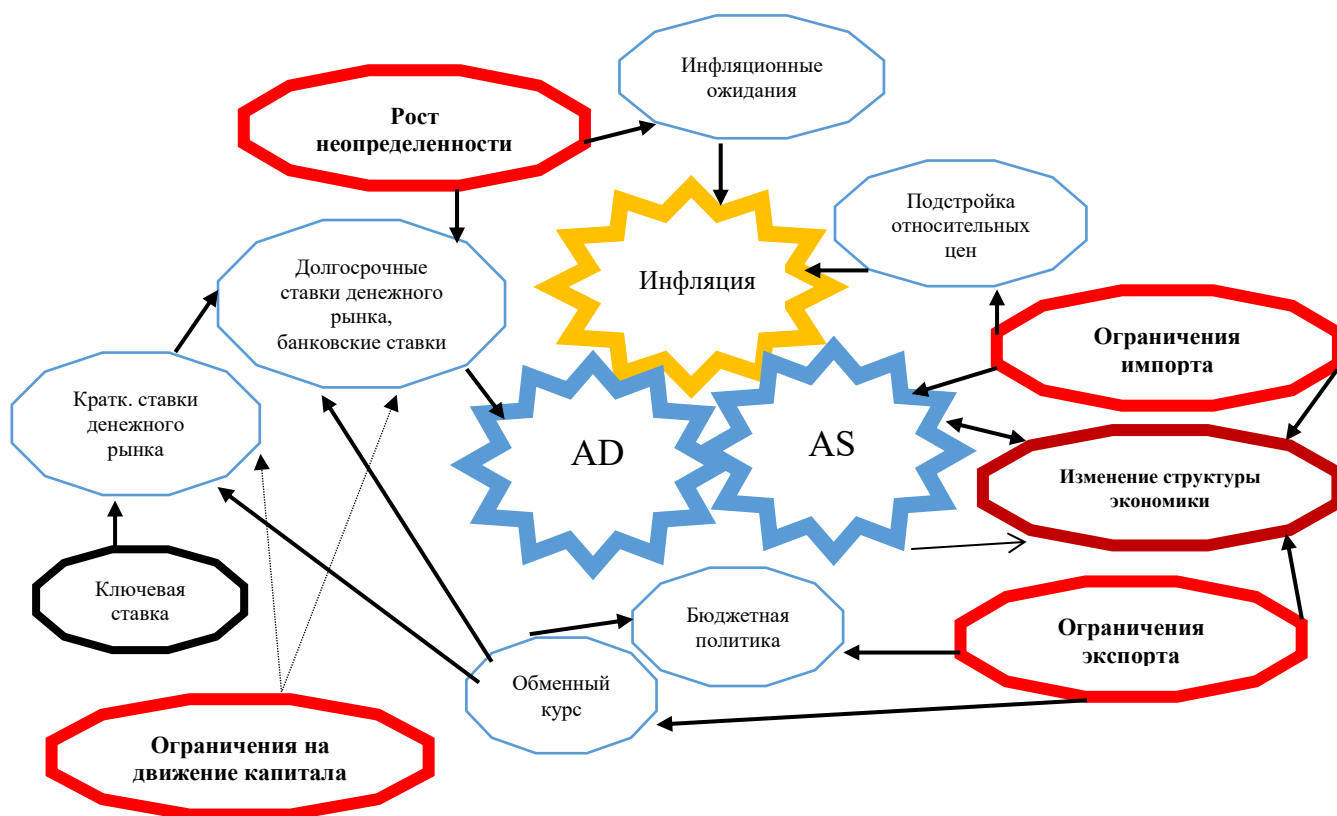 Инфляционные
ожидания
Рост
неопределенности
Подстройка
относительных
цен
Долгосрочные
ставки денежного
рынка,
банковские ставки
Инфляция
Ограничения
импорта
Кратк. ставки
денежного
рынка
AD
AS
Изменение структуры
экономики
Ключевая
ставка
Бюджетная
политика
Ограничения
экспорта
Обменный
курс
Ограничения на
движение капитала